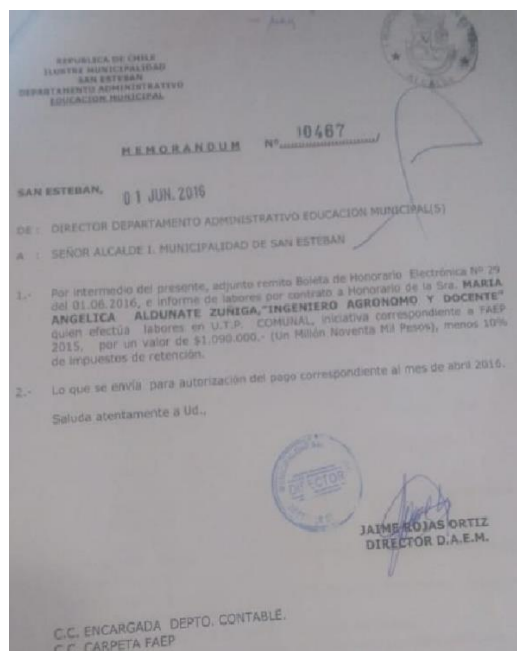 REPUBLICA DE CHILE
ILUSTRE MUNICIPALIDAD
SAN ESTEBAN
DEPARTAMENTO ADMINISTRATIVO
EDUCACION MUNICIPAL
ALCALDIA
MEMORANDUM Nº 00467/
SAN ESTEBAN, 01 JUN. 2016
DE : DIRECTOR DEPARTAMENTO ADMINISTRATIVO EDUCACION MUNICIPAL(S)
A : SEÑOR ALCALDE I. MUNICIPALIDAD DE SAN ESTEBAN
1.- Por intermedio del presente, adjunto remito Boleta de Honorario Electrónica Nº 29
del 01.06.2016, e informe de labores por contrato a Honorario de la Sra. MARIA
ANGELICA ALDUNATE ZUÑIGA,"INGENIERO AGRONOMO Y DOCENTE"
quien efectúa labores en U.T.P. COMUNAL, iniciativa correspondiente a FAEP
2015, por un valor de $1.090.000.- (Un Millón Noventa Mil Pesos), menos 10%
de impuestos de retención.
2.- Lo que se envía para autorización del pago correspondiente al mes de abril 2016.
Saluda atentamente a Ud.,
DIRECTOR
JAIME ROJAS ORTIZ
DIRECTOR D.A.E.M.
C.C. ENCARGADA DEPTO. CONTABLE.
C.C. CARPETA FAEP